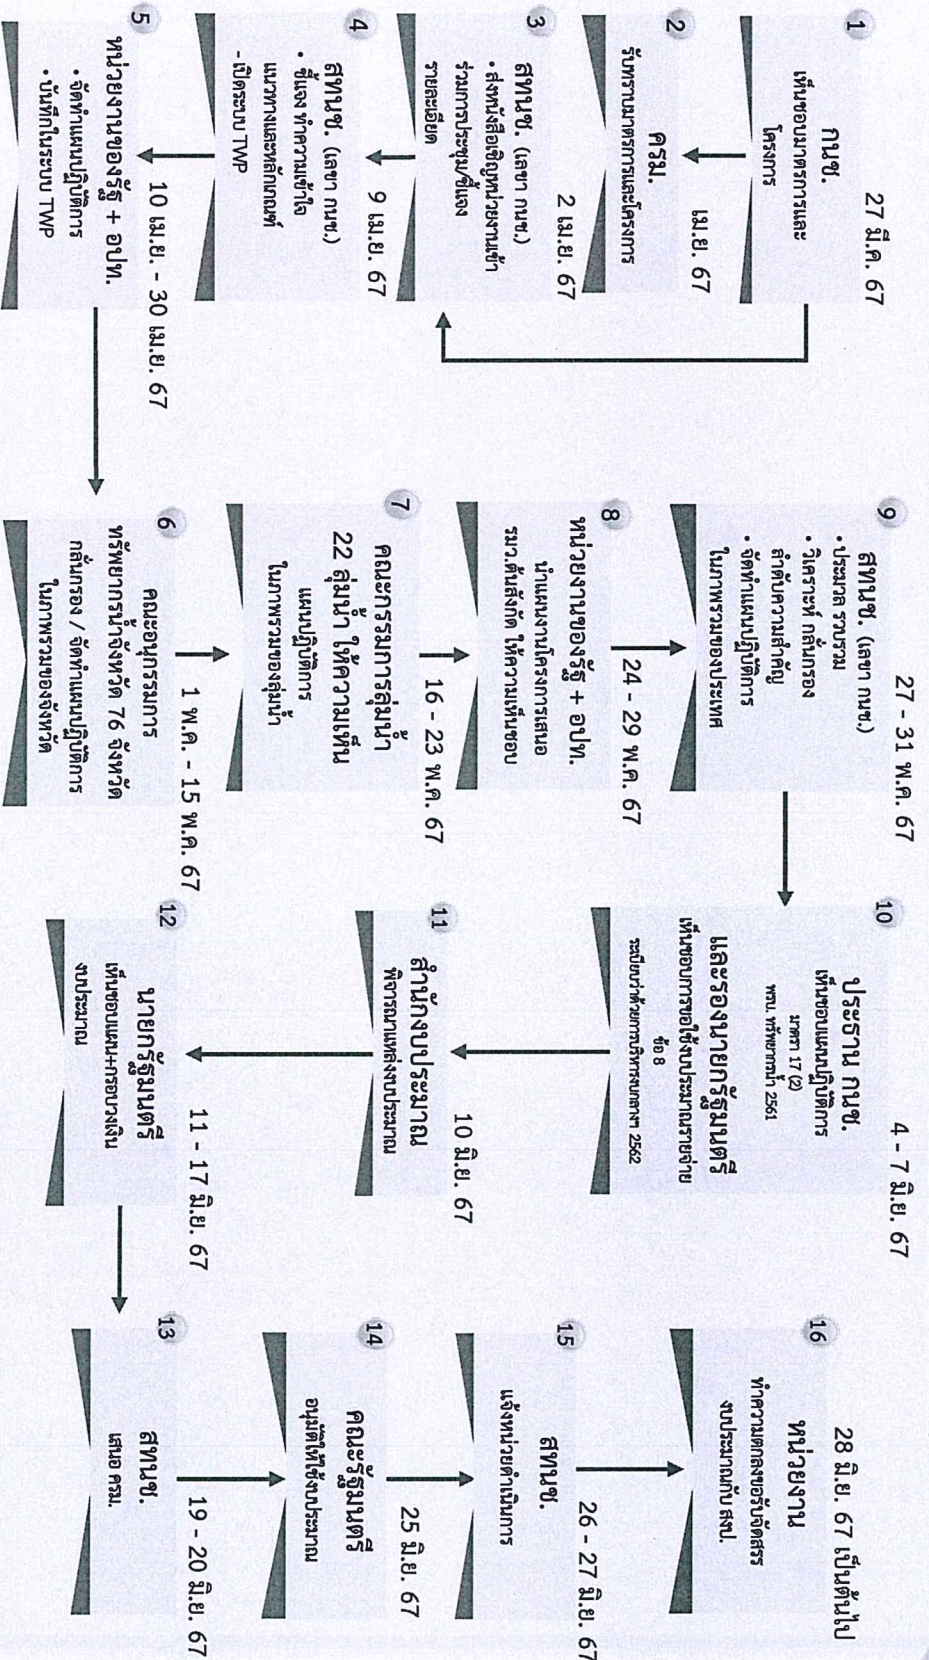 27 มี.ค. 67
1
กนช.
เห็นชอบมาตรการและ
โครงการ
เม.ย. 67
2
ครม.
รับทราบมาตรการและโครงการ
2 เม.ย. 67
3
สทนช. (เลขา กนช.)
• ส่งหนังสือเชิญหน่วยงานเข้า
ร่วมการประชุม/ชี้แจง
รายละเอียด
9 เม.ย. 67
4
สทนช. (เลขา กนช.)
• ชี้แจง ทำความเข้าใจ
แนวทางและหลักเกณฑ์
-เปิดระบบ TWP
10 เม.ย. - 30 เม.ย. 67
5
หน่วยงานของรัฐ + อปท.
• จัดทำแผนปฏิบัติการ
• บันทึกในระบบ TWP
1 พ.ค. - 15 พ.ค. 67
6
คณะอนุกรรมการ
ทรัพยากรน้ำจังหวัด 76 จังหวัด
กลั่นกรอง / จัดทำแผนปฏิบัติการ
ในภาพรวมของจังหวัด
16 - 23 พ.ค. 67
7
คณะกรรมการลุ่มน้ำ
22 ลุ่มน้ำ ให้ความเห็น
แผนปฏิบัติการ
ในภาพรวมของลุ่มน้ำ
24 - 29 พ.ค. 67
8
หน่วยงานของรัฐ + อปท.
นำแผนงานโครงการเสนอ
รมว.ต้นสังกัด ให้ความเห็นชอบ
27 - 31 พ.ค. 67
9
สทนช. (เลขา กนช.)
• ประมวล รวบรวม
• วิเคราะห์ กลั่นกรอง
ลำดับความสำคัญ
• จัดทำแผนปฏิบัติการ
ในภาพรวมของประเทศ
4 - 7 มิ.ย. 67
10
ประธาน กนช.
เห็นชอบแผนปฏิบัติการ
มาตรา 17 (2)
พรบ. ทรัพยากรน้ำ 2561
และรองนายกรัฐมนตรี
เห็นชอบการขอใช้งบประมาณรายจ่าย
ข้อ 8
ระเบียบว่าด้วยการบริหารงบกลางฯ 2562
10 มิ.ย. 67
11
สำนักงบประมาณ
พิจารณาแหล่งงบประมาณ
11 - 17 มิ.ย. 67
12
นายกรัฐมนตรี
เห็นชอบแผน+กรอบวงเงิน
งบประมาณ
19 - 20 มิ.ย. 67
13
สทนช.
เสนอ ครม.
25 มิ.ย. 67
14
คณะรัฐมนตรี
อนุมัติให้ใช้งบประมาณ
26 - 27 มิ.ย. 67
15
สทนช.
แจ้งหน่วยดำเนินการ
28 มิ.ย. 67 เป็นต้นไป
16
หน่วยงาน
ทำความตกลงขอรับจัดสรร
งบประมาณกับ สงป.